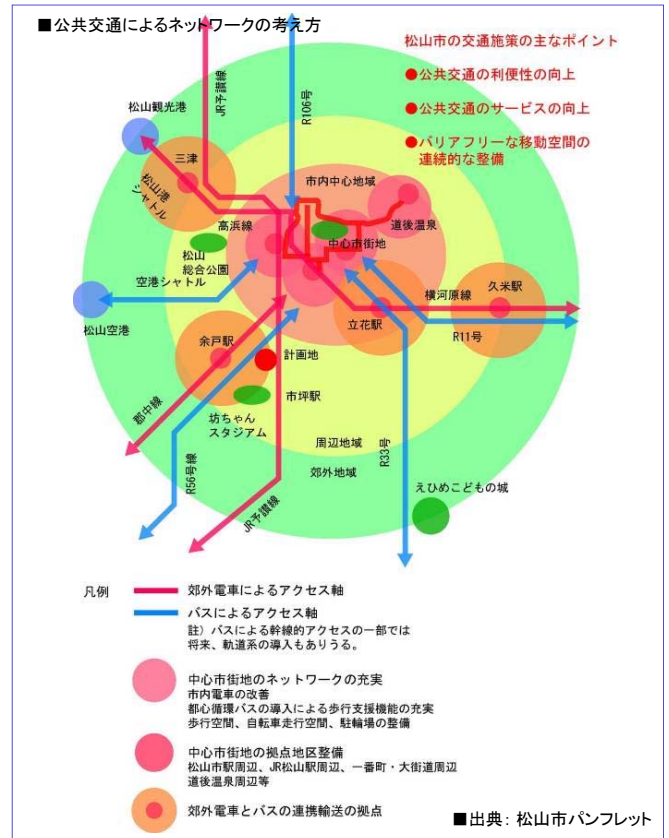 ■公共交通によるネットワークの考え方
松山市の交通施策の主なポイント
●公共交通の利便性の向上
●公共交通のサービスの向上
●バリアフリーな移動空間の
連続的な整備
JR予讃線
R106号
松山観光港
三津
松山港
シャトル
市内中心地域
道後温泉
高浜線
中心市街地
松山
総合公園
空港シャトル
松山空港
横河原線
久米駅
立花駅
R11号
余戸駅
計画地
市坪駅
坊ちゃん
スタジアム
郡中線
周辺地域
郊外地域
R33号
R56号線
JR予讃線
えひめこどもの城
凡例
郊外電車によるアクセス軸
バスによるアクセス軸
註）バスによる幹線的アクセスの一部では
将来、軌道系の導入もありうる。
中心市街地のネットワークの充実
市内電車の改善
都心循環バスの導入による歩行支援機能の充実
歩行空間、自転車走行空間、駐輪場の整備
中心市街地の拠点地区整備
松山市駅周辺、JR松山駅周辺、一番町・大街道周辺
道後温泉周辺等
郊外電車とバスの連携輸送の拠点
■出典：松山市パンフレット